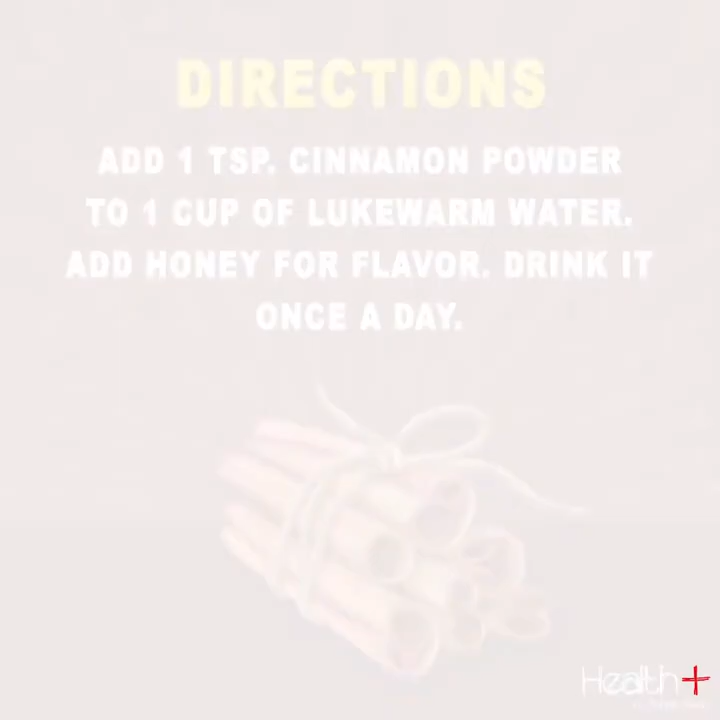 DIRECTIONS
ADD 1 TSP. CINNAMON POWDER
TO 1 CUP OF LUKEWARM WATER.
ADD HONEY FOR FLAVOR. DRINK IT
ONCE A DAY.
Health+